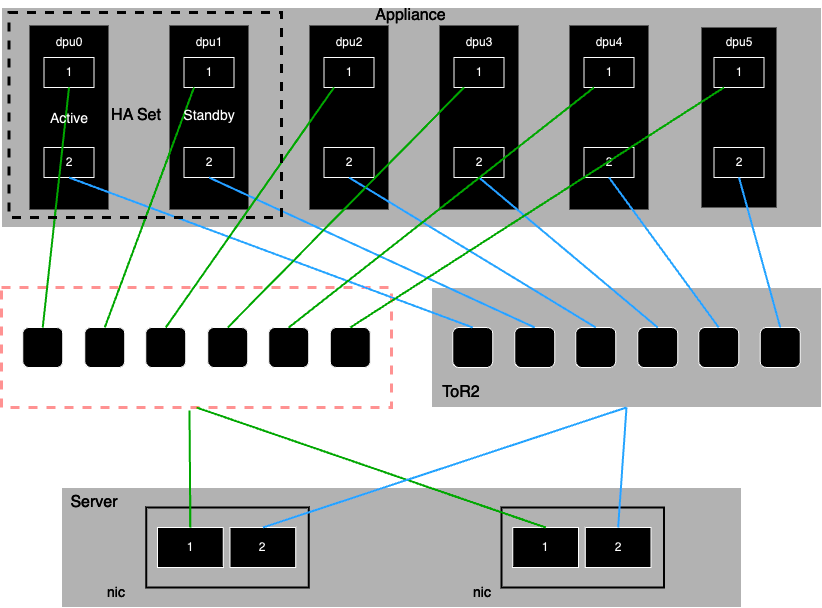 Appliance
dpu0
dpu1
dpu2
dpu3
dpu4
dpu5
1
1
1
1
1
1
Active
HA Set
Standby
2
2
2
2
2
2
ToR2
Server
1
2
1
2
nic
nic